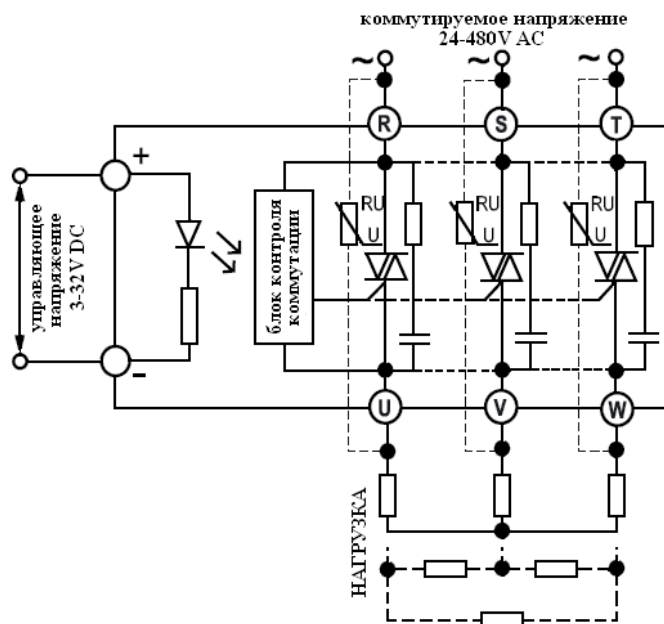 коммутируемое напряжение
24-480V AC
~ ~ ~
R S T
+
управляющее
напряжение
3-32V DC
блок контроля
коммутации
RU RU RU
U U U
-
U V W
НАГРУЗКА